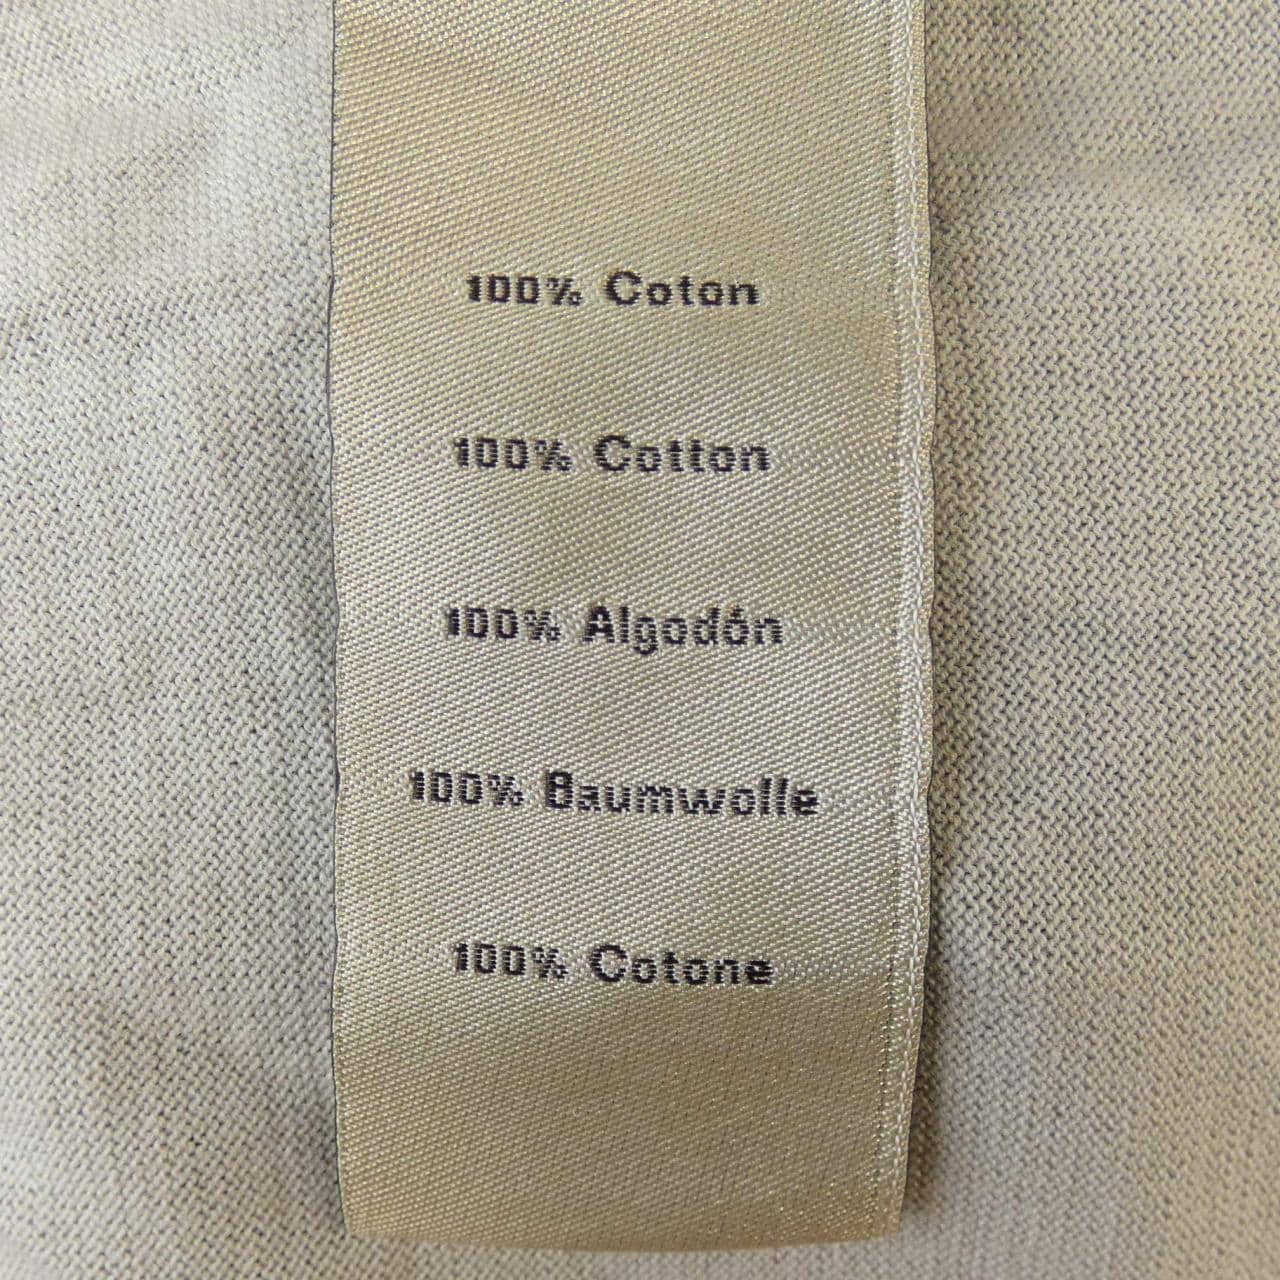 100% Coton
100% Cotton
100% Algodón
100% Baumwolle
100% Cotone